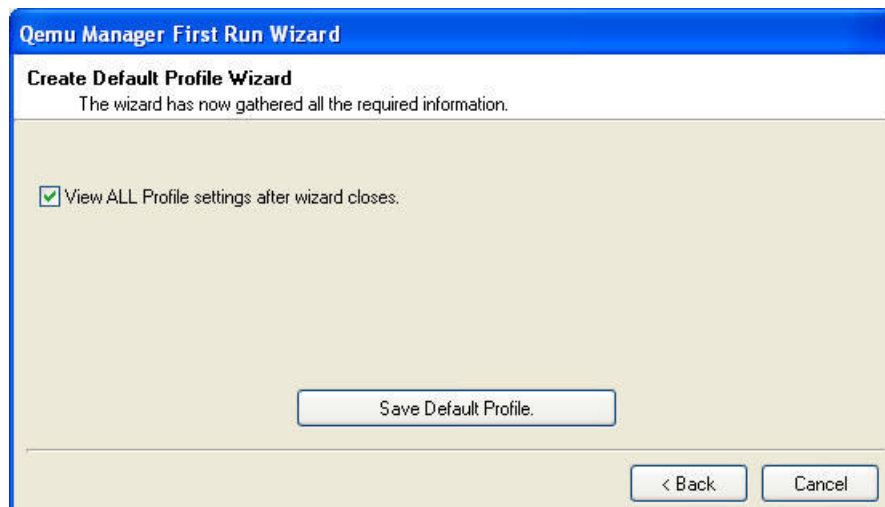 Qemu Manager First Run Wizard
Create Default Profile Wizard
The wizard has now gathered all the required information.
View ALL Profile settings after wizard closes.
Save Default Profile.
< Back
Cancel